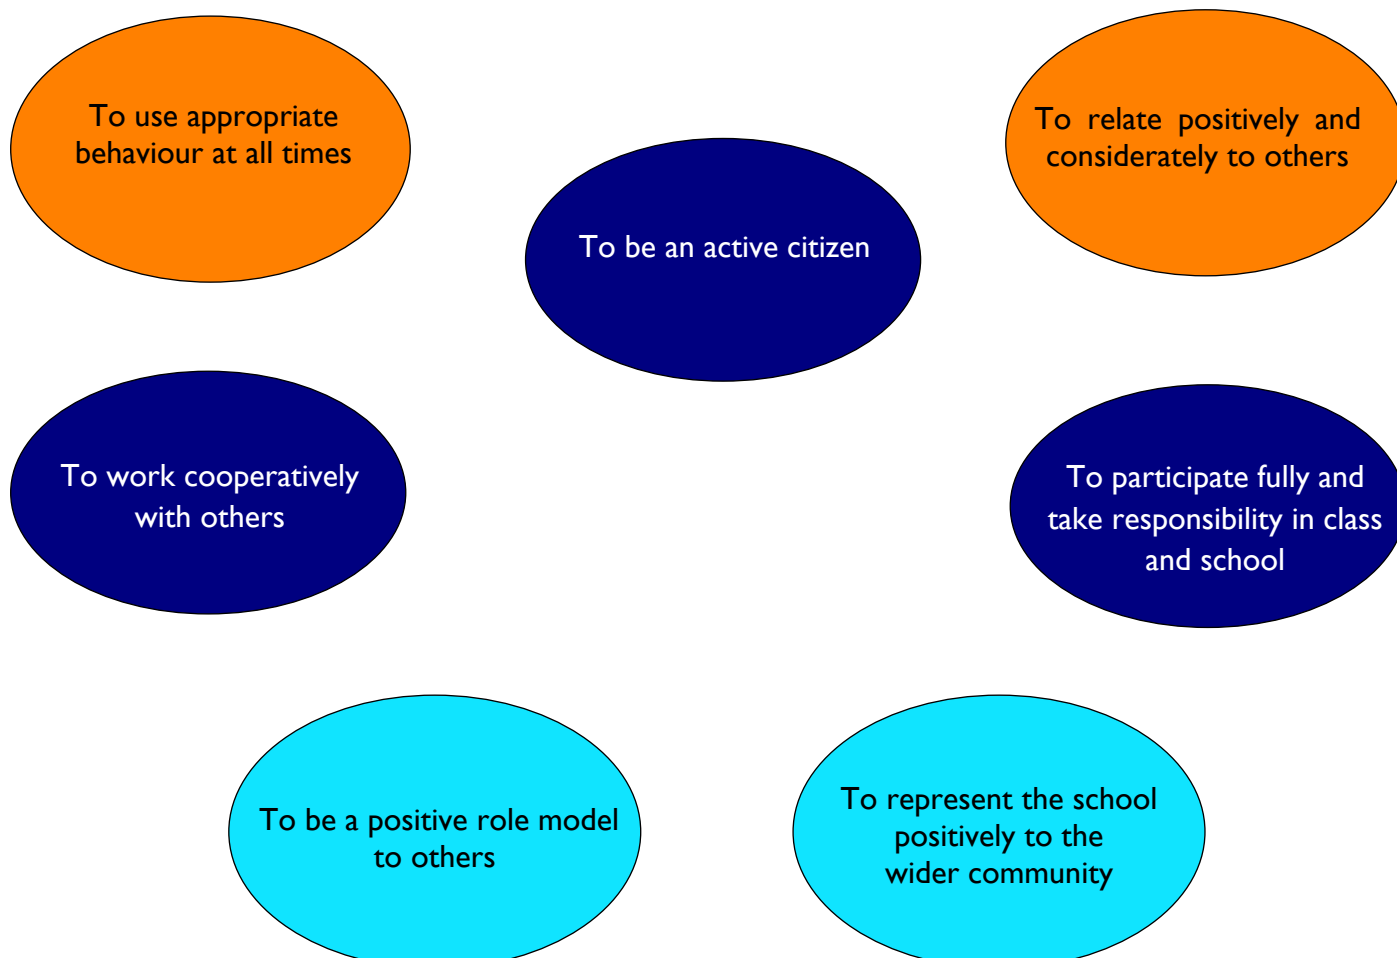 To use appropriate
behaviour at all times
To relate positively and
considerately to others
To be an active citizen
To work cooperatively
with others
To participate fully and
take responsibility in class
and school
To be a positive role model
to others
To represent the school
positively to the
wider community